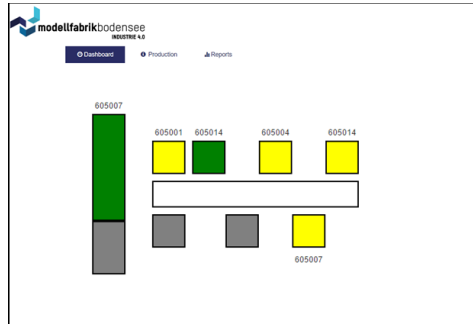 modellfabrikbodensee
INDUSTRIE 4.0
Dashboard Production Reports
605007
605001 605014 605004 605014
605007